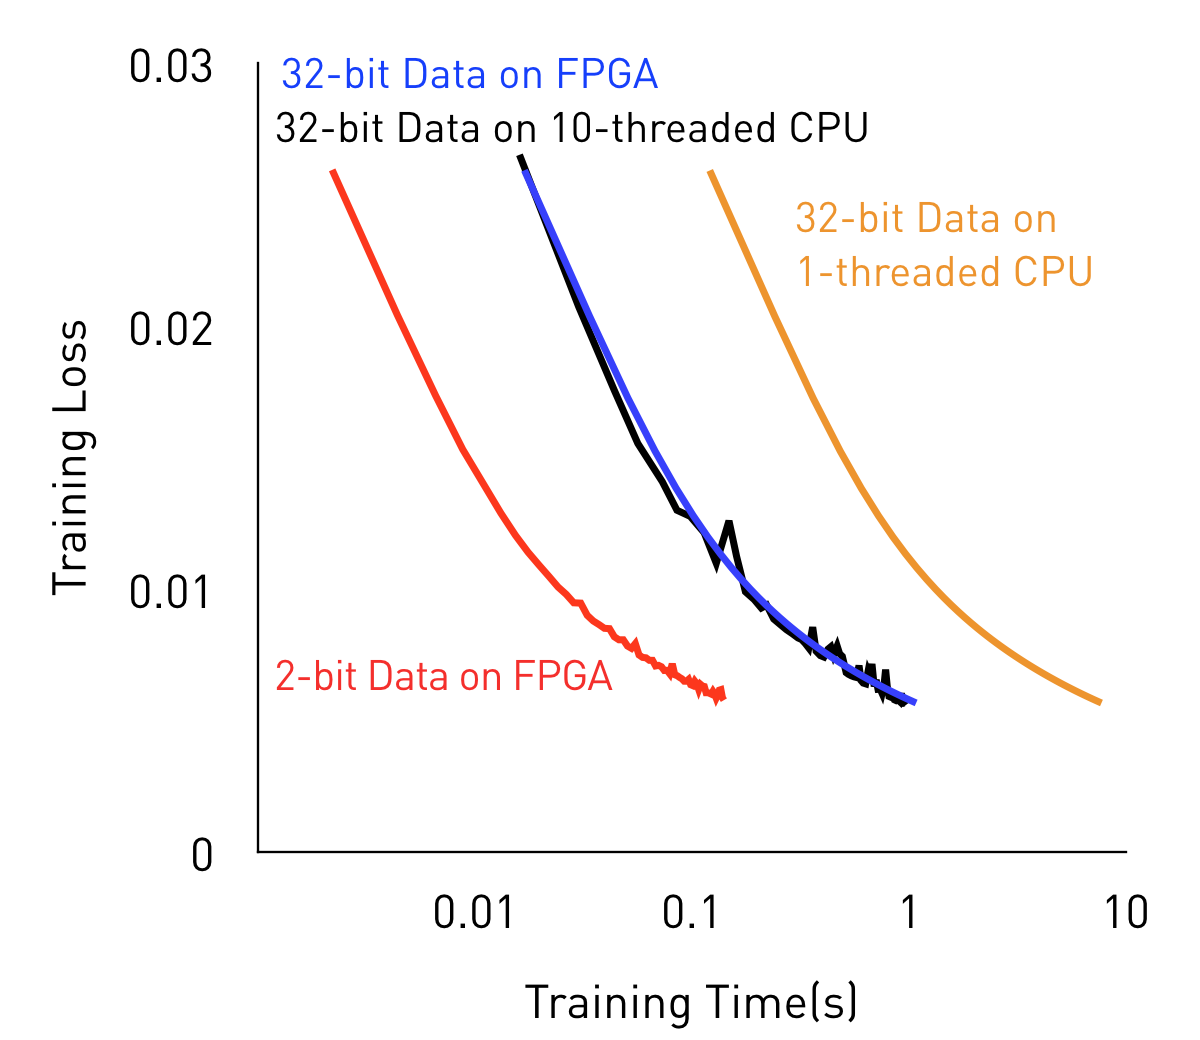 0.03
32-bit Data on FPGA
32-bit Data on 10-threaded CPU
32-bit Data on
1-threaded CPU
0.02
Training Loss
0.01
2-bit Data on FPGA
0
0.01 0.1 1 10
Training Time(s)